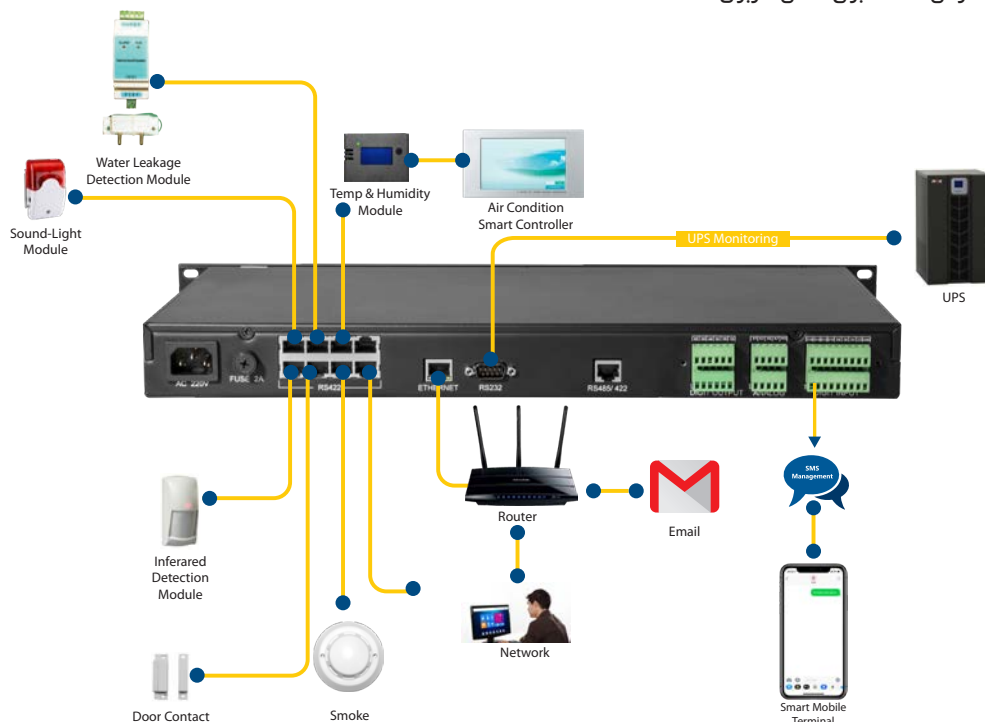 Water Leakage
Detection Module
Sound-Light
Module
Temp & Humidity
Module
Air Condition
Smart Controller
UPS Monitoring
UPS
AC 220V
FUSE 2A
RS422
ETHERNET
RS232
RS485/422
DIGIT OUTPUT
ANALOG
DIGIT INPUT
SMS
Management
Router
Email
Inferared
Detection
Module
Network
Door Contact
Smoke
Smart Mobile
Terminal